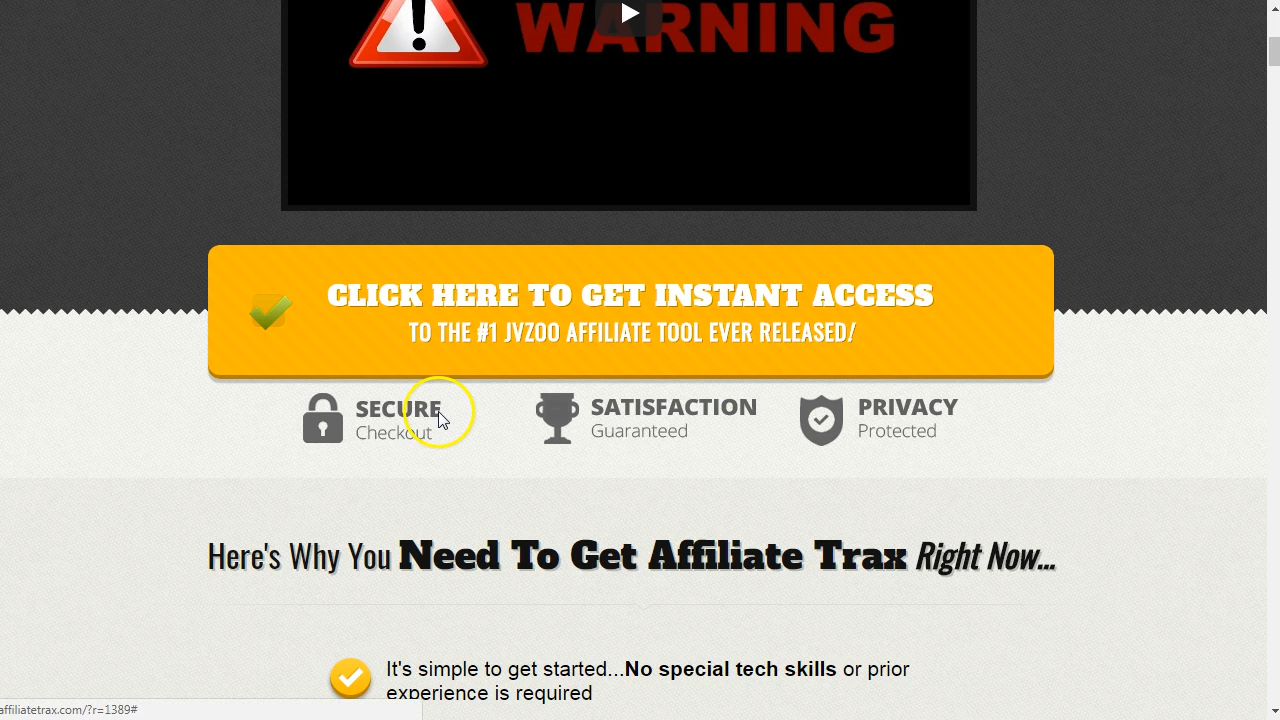 WARNING
CLICK HERE TO GET INSTANT ACCESS
TO THE #1 JVZOO AFFILIATE TOOL EVER RELEASED!
SECURE
Checkout
SATISFACTION
Guaranteed
PRIVACY
Protected
Here's Why You Need To Get Affiliate Trax Right Now...
It's simple to get started...No special tech skills or prior
experience is required
affiliatetrax.com/?r=1389#